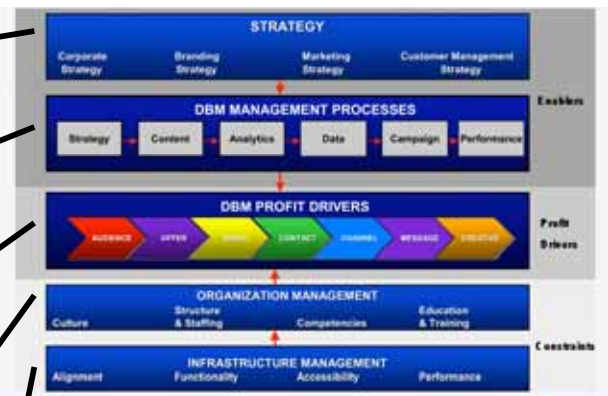 STRATEGY
Corporate Strategy
Branding Strategy
Marketing Strategy
Customer Management Strategy
Enablers
DBM MANAGEMENT PROCESSES
Strategy Content Analytics Data Campaign Performance
DBM PROFIT DRIVERS
AUDIENCE OFFER CONTACT CHANNEL MESSAGE CREATIVE
Profit
Drivers
ORGANIZATION MANAGEMENT
Culture
Structure & Staffing
Competencies
Education & Training
Constraints
INFRASTRUCTURE MANAGEMENT
Alignment Functionality Accessibility Performance